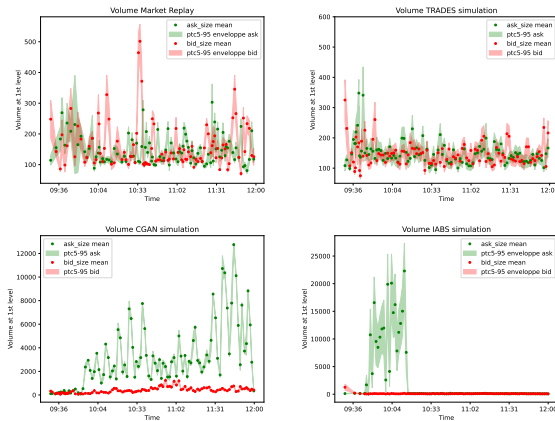 Volume Market Replay
ask_size mean
ptc5-95 enveloppe ask
bid_size mean
ptc5-95 enveloppe bid
Volume at 1st level
500
400
300
200
100
09:36 10:04 10:33 11:02 11:31 12:00
Time
Volume TRADES simulation
ask_size mean
ptc5-95 ask
bid_size mean
ptc5-95 bid
Volume at 1st level
600
500
400
300
200
100
09:36 10:04 10:33 11:02 11:31 12:00
Time
Volume CGAN simulation
ask_size mean
ptc5-95 ask
bid_size mean
ptc5-95 bid
Volume at 1st level
12000
10000
8000
6000
4000
2000
0
09:36 10:04 10:33 11:02 11:31 12:00
Time
Volume IABS simulation
ask_size mean
ptc5-95 enveloppe ask
bid_size mean
ptc5-95 enveloppe bid
Volume at 1st level
25000
20000
15000
10000
5000
0
09:36 10:04 10:33 11:02 11:31 12:00
Time